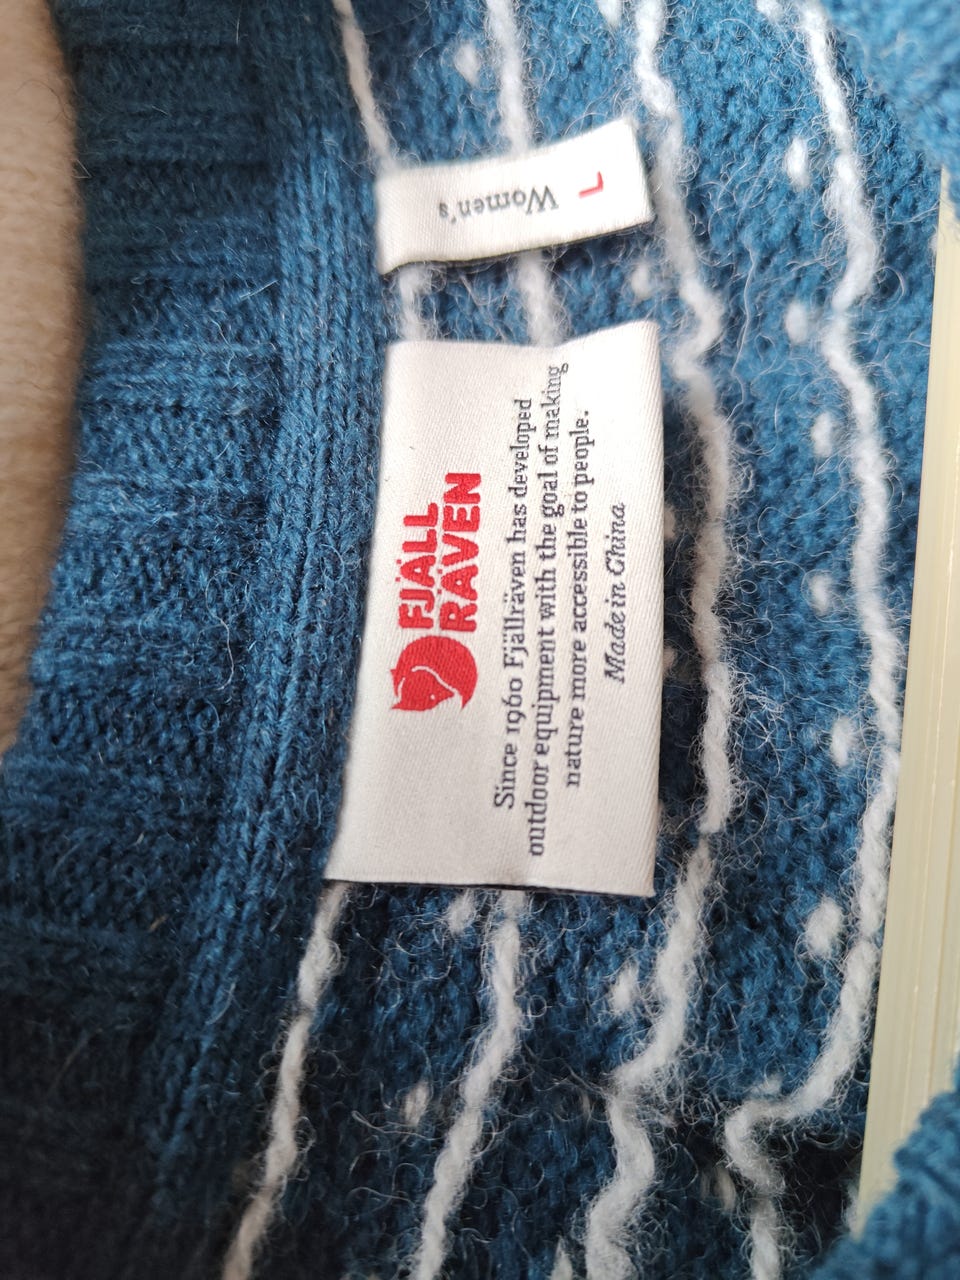 L
Women's
FJÄLL
RÄVEN
Since 1960 Fjällräven has developed
outdoor equipment with the goal of making
nature more accessible to people.
Made in China